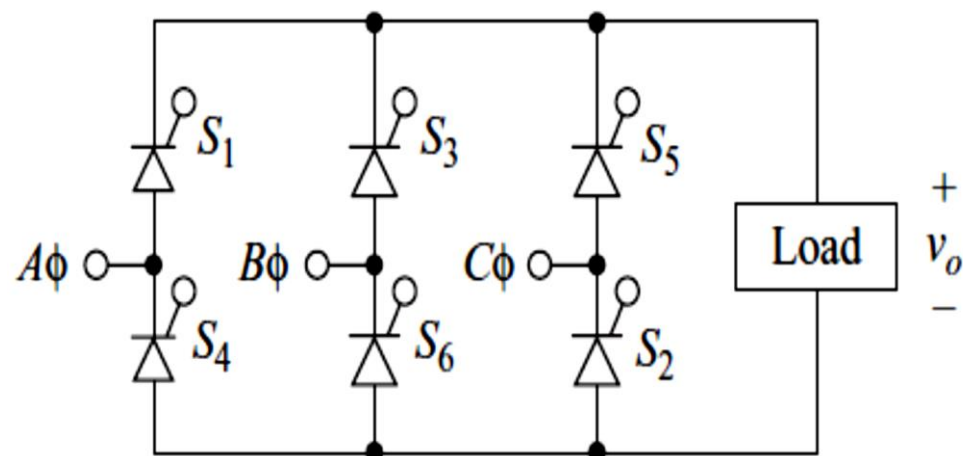 S₁
S₃
S₅
+
Aϕ
Bϕ
Cϕ
Load
vₒ
−
S₄
S₆
S₂